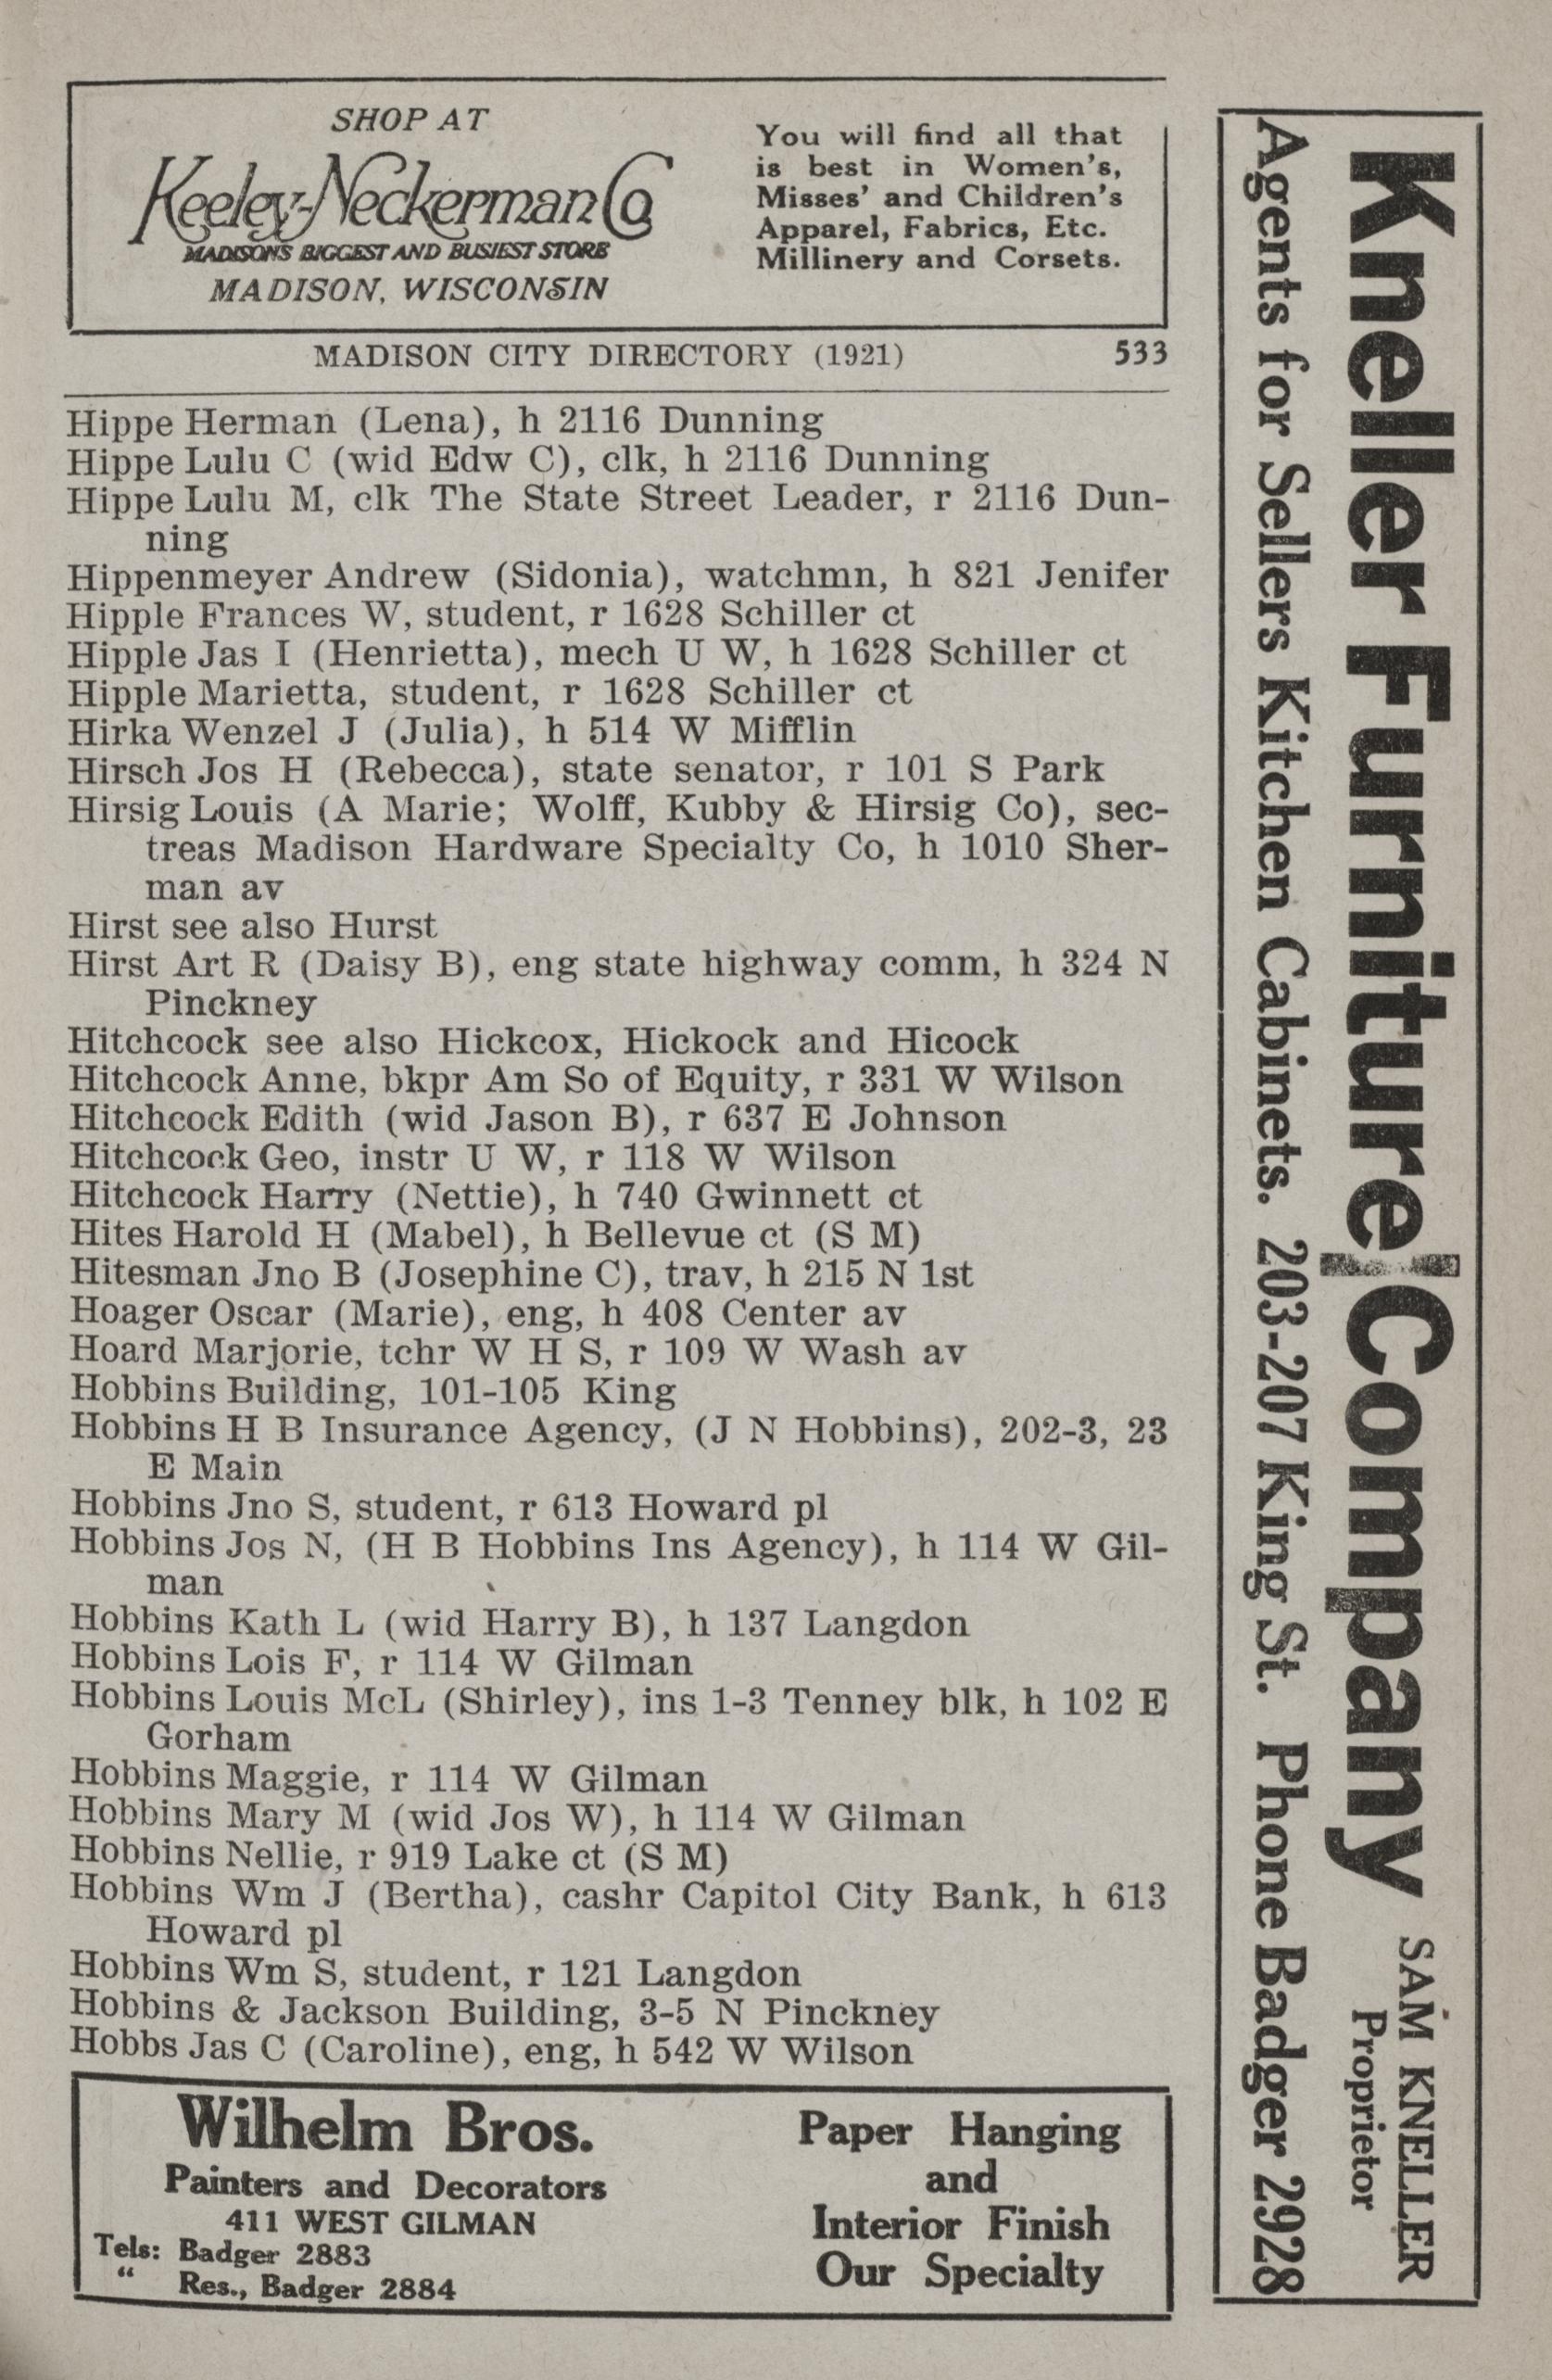 SHOP AT
Keeley-Neckerman Co
MADISON'S BIGGEST AND BUSIEST STORE
MADISON, WISCONSIN
You will find all that
is best in Women's,
Misses' and Children's
Apparel, Fabrics, Etc.
Millinery and Corsets.
MADISON CITY DIRECTORY (1921) 533
Hippe Herman (Lena), h 2116 Dunning
Hippe Lulu C (wid Edw C), clk, h 2116 Dunning
Hippe Lulu M, clk The State Street Leader, r 2116 Dun-
ning
Hippenmeyer Andrew (Sidonia), watchmn, h 821 Jenifer
Hipple Frances W, student, r 1628 Schiller ct
Hipple Jas I (Henrietta), mech U W, h 1628 Schiller ct
Hipple Marietta, student, r 1628 Schiller ct
Hirka Wenzel J (Julia), h 514 W Mifflin
Hirsch Jos H (Rebecca), state senator, r 101 S Park
Hirsig Louis (A Marie; Wolff, Kubby & Hirsig Co), sec-
treas Madison Hardware Specialty Co, h 1010 Sher-
man av
Hirst see also Hurst
Hirst Art R (Daisy B), eng state highway comm, h 324 N
Pinckney
Hitchcock see also Hickcox, Hickock and Hicock
Hitchcock Anne, bkpr Am So of Equity, r 331 W Wilson
Hitchcock Edith (wid Jason B), r 637 E Johnson
Hitchcock Geo, instr U W, r 118 W Wilson
Hitchcock Harry (Nettie), h 740 Gwinnett ct
Hites Harold H (Mabel), h Bellevue ct (S M)
Hitesman Jno B (Josephine C), trav, h 215 N 1st
Hoager Oscar (Marie), eng, h 408 Center av
Hoard Marjorie, tchr W H S, r 109 W Wash av
Hobbins Building, 101-105 King
Hobbins H B Insurance Agency, (J N Hobbins), 202-3, 23
E Main
Hobbins Jno S, student, r 613 Howard pl
Hobbins Jos N, (H B Hobbins Ins Agency), h 114 W Gil-
man
Hobbins Kath L (wid Harry B), h 137 Langdon
Hobbins Lois F, r 114 W Gilman
Hobbins Louis McL (Shirley), ins 1-3 Tenney blk, h 102 E
Gorham
Hobbins Maggie, r 114 W Gilman
Hobbins Mary M (wid Jos W), h 114 W Gilman
Hobbins Nellie, r 919 Lake ct (S M)
Hobbins Wm J (Bertha), cashr Capitol City Bank, h 613
Howard pl
Hobbins Wm S, student, r 121 Langdon
Hobbins & Jackson Building, 3-5 N Pinckney
Hobbs Jas C (Caroline), eng, h 542 W Wilson
Wilhelm Bros.
Painters and Decorators
411 WEST GILMAN
Tels: Badger 2883
" Res., Badger 2884
Paper Hanging
and
Interior Finish
Our Specialty
Kneller Furniture Company
SAM KNELLER
Proprietor
Agents for Sellers Kitchen Cabinets. 203-207 King St. Phone Badger 2928